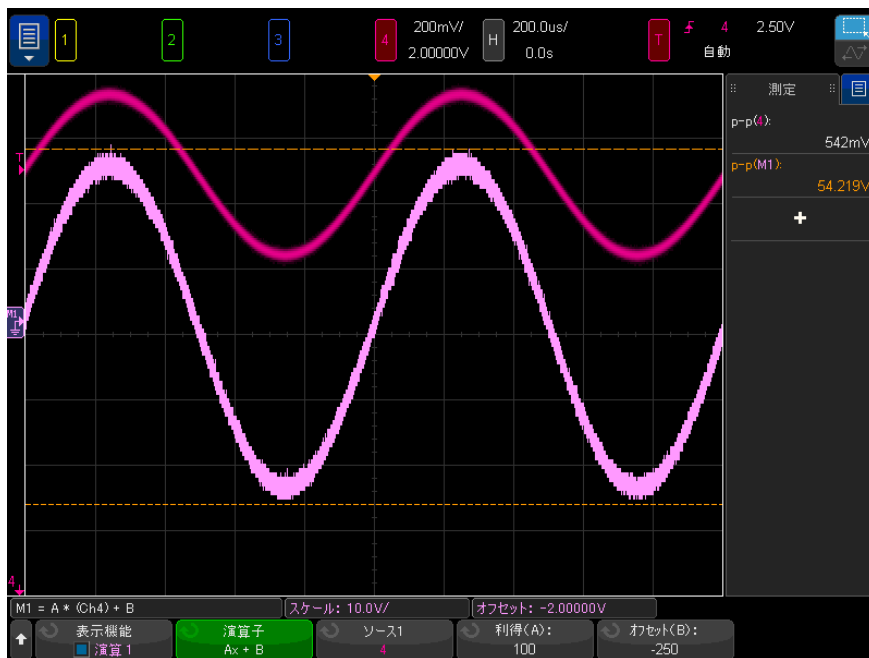 1
2
3
4
200mV/
2.00000V
H
200.0us/
0.0s
T
4
2.50V
自動
測定
p-p(4):
542mV
p-p(M1):
54.219V
+
T
M1
4
M1 = A * (Ch4) + B
スケール: 10.0V/
オフセット: -2.00000V
表示機能
演算 1
演算子
Ax + B
ソース1
4
利得(A):
100
オフセット(B):
-250